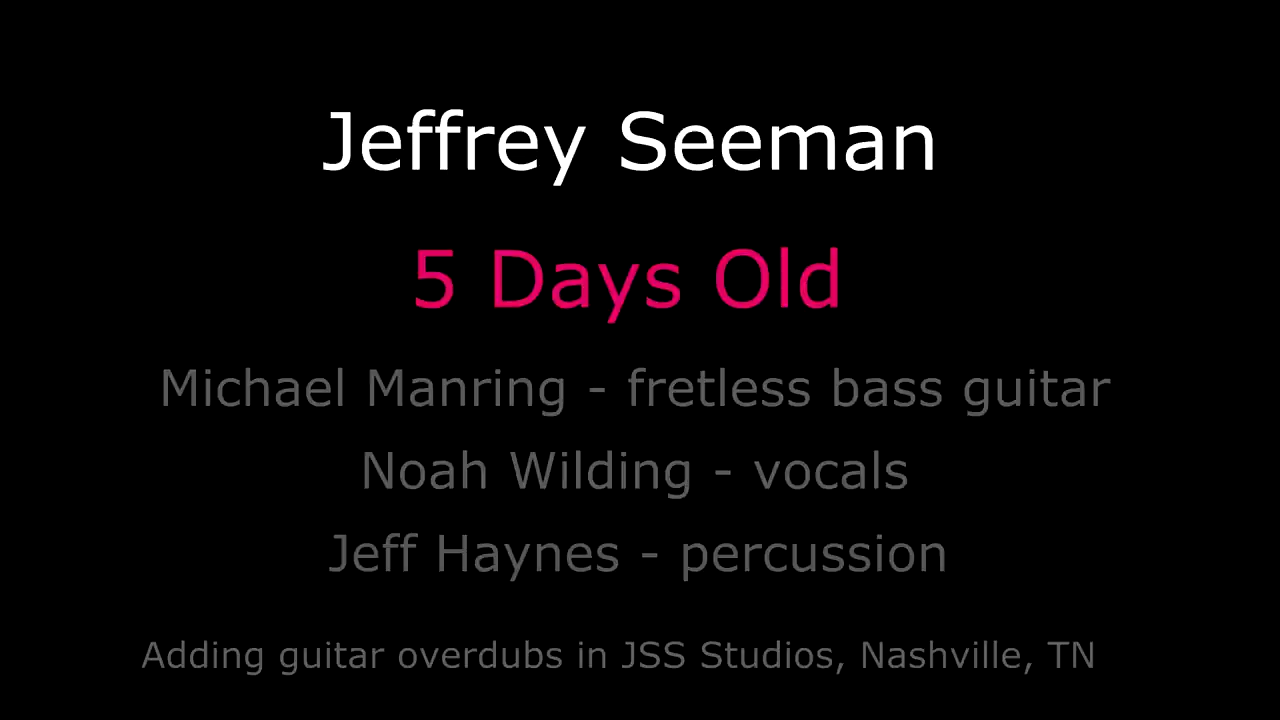 Jeffrey Seeman
5 Days Old
Michael Manring - fretless bass guitar
Noah Wilding - vocals
Jeff Haynes - percussion
Adding guitar overdubs in JSS Studios, Nashville, TN